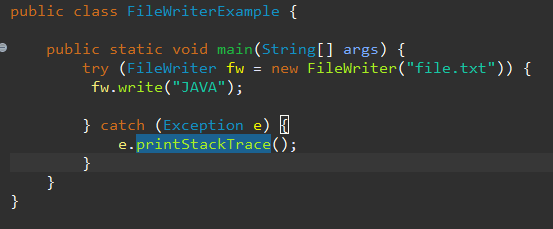 public class FileWriterExample {
public static void main(String[] args) {
try (FileWriter fw = new FileWriter("file.txt")) {
fw.write("JAVA");
} catch (Exception e) {
e.printStackTrace();
}
}
}